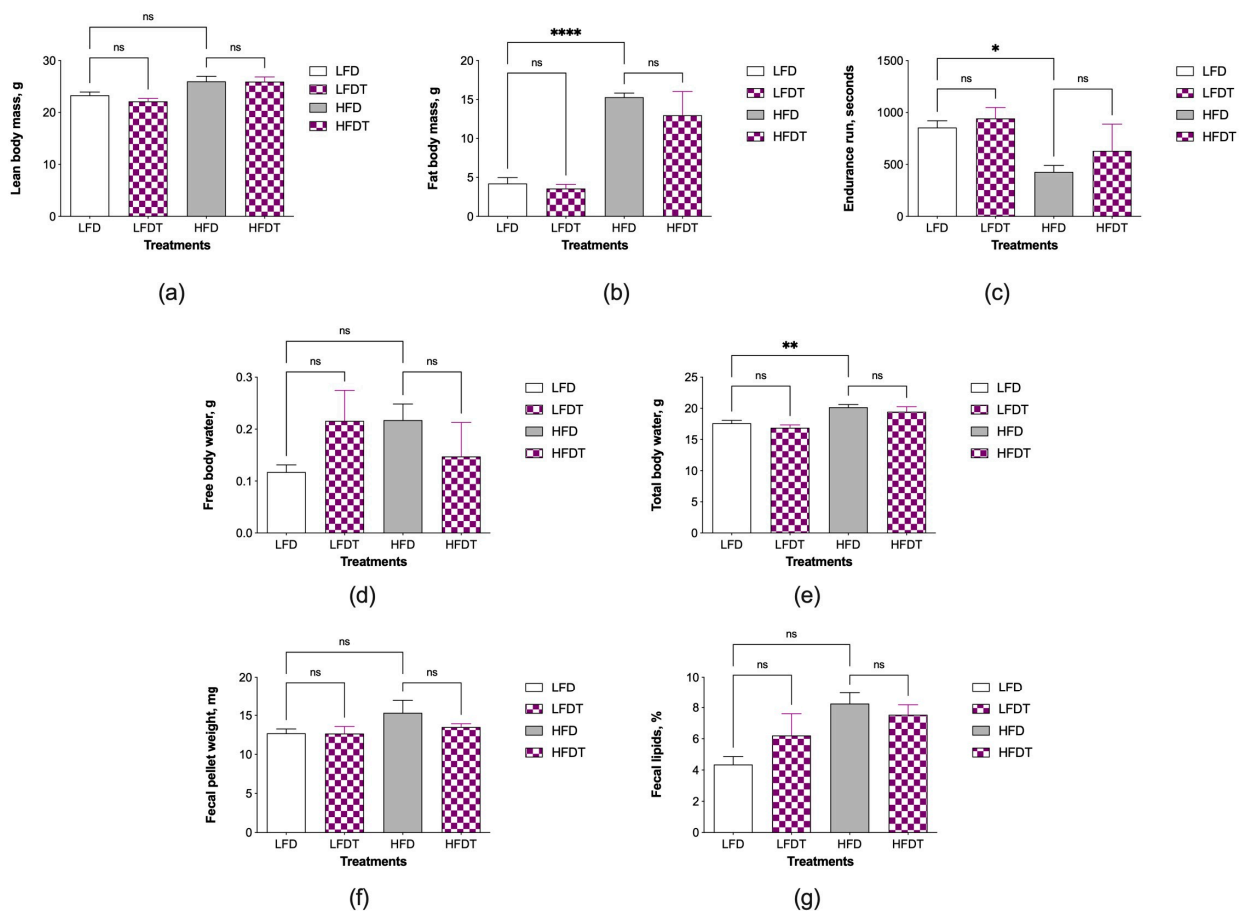 ns
ns
ns
30
20
10
0
Lean body mass, g
LFD
LFDT
HFD
HFDT
Treatments
LFD
LFDT
HFD
HFDT
(a)
****
ns
ns
20
15
10
5
0
Fat body mass, g
LFD
LFDT
HFD
HFDT
Treatments
LFD
LFDT
HFD
HFDT
(b)
*
ns
ns
1500
1000
500
0
Endurance run, seconds
LFD
LFDT
HFD
HFDT
Treatments
LFD
LFDT
HFD
HFDT
(c)
ns
ns
ns
0.3
0.2
0.1
0.0
Free body water, g
LFD
LFDT
HFD
HFDT
Treatments
LFD
LFDT
HFD
HFDT
(d)
**
ns
ns
25
20
15
10
5
0
Total body water, g
LFD
LFDT
HFD
HFDT
Treatments
LFD
LFDT
HFD
HFDT
(e)
ns
ns
ns
20
15
10
5
0
Fecal pellet weight, mg
LFD
LFDT
HFD
HFDT
Treatments
LFD
LFDT
HFD
HFDT
(f)
ns
ns
ns
10
8
6
4
2
0
Fecal lipids, %
LFD
LFDT
HFD
HFDT
Treatments
LFD
LFDT
HFD
HFDT
(g)